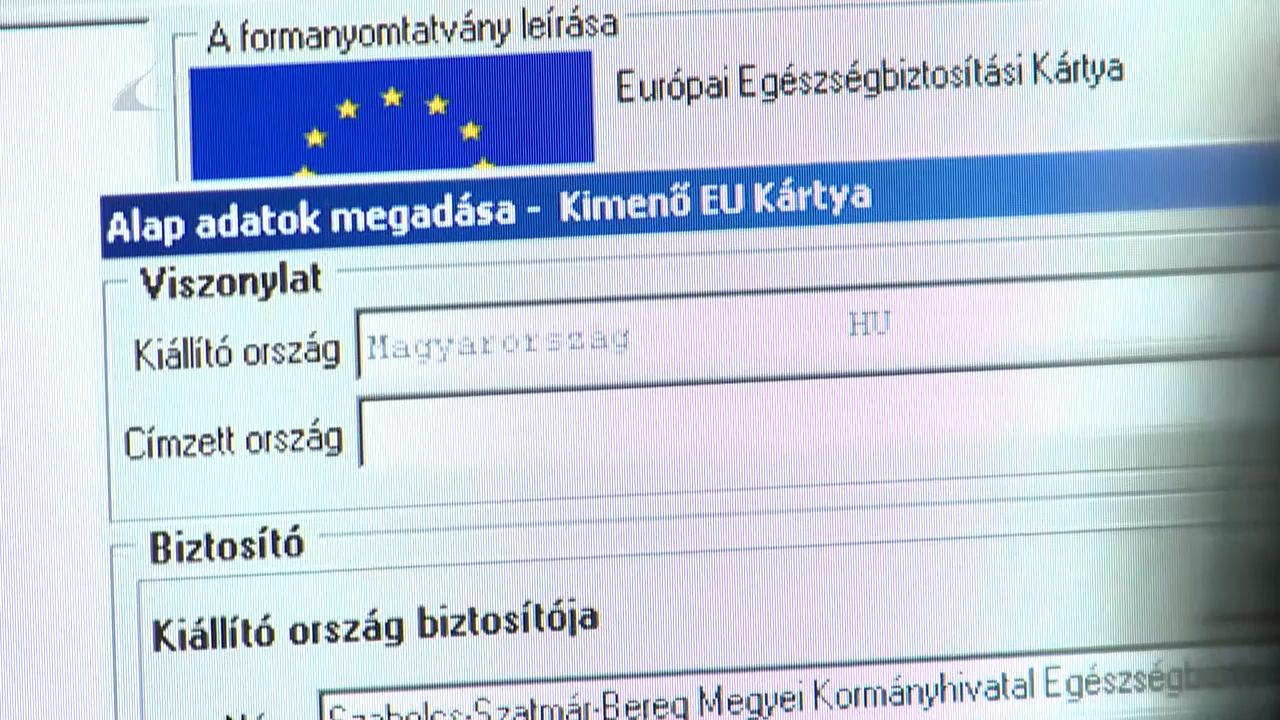 A formanyomtatvány leírása
Európai Egészségbiztosítási Kártya
Alap adatok megadása - Kimenő EU Kártya
Viszonylat
Kiállító ország Magyarország HU
Címzett ország
Biztosító
Kiállító ország biztosítója
Szabolcs-Szatmár-Bereg Megyei Kormányhivatal